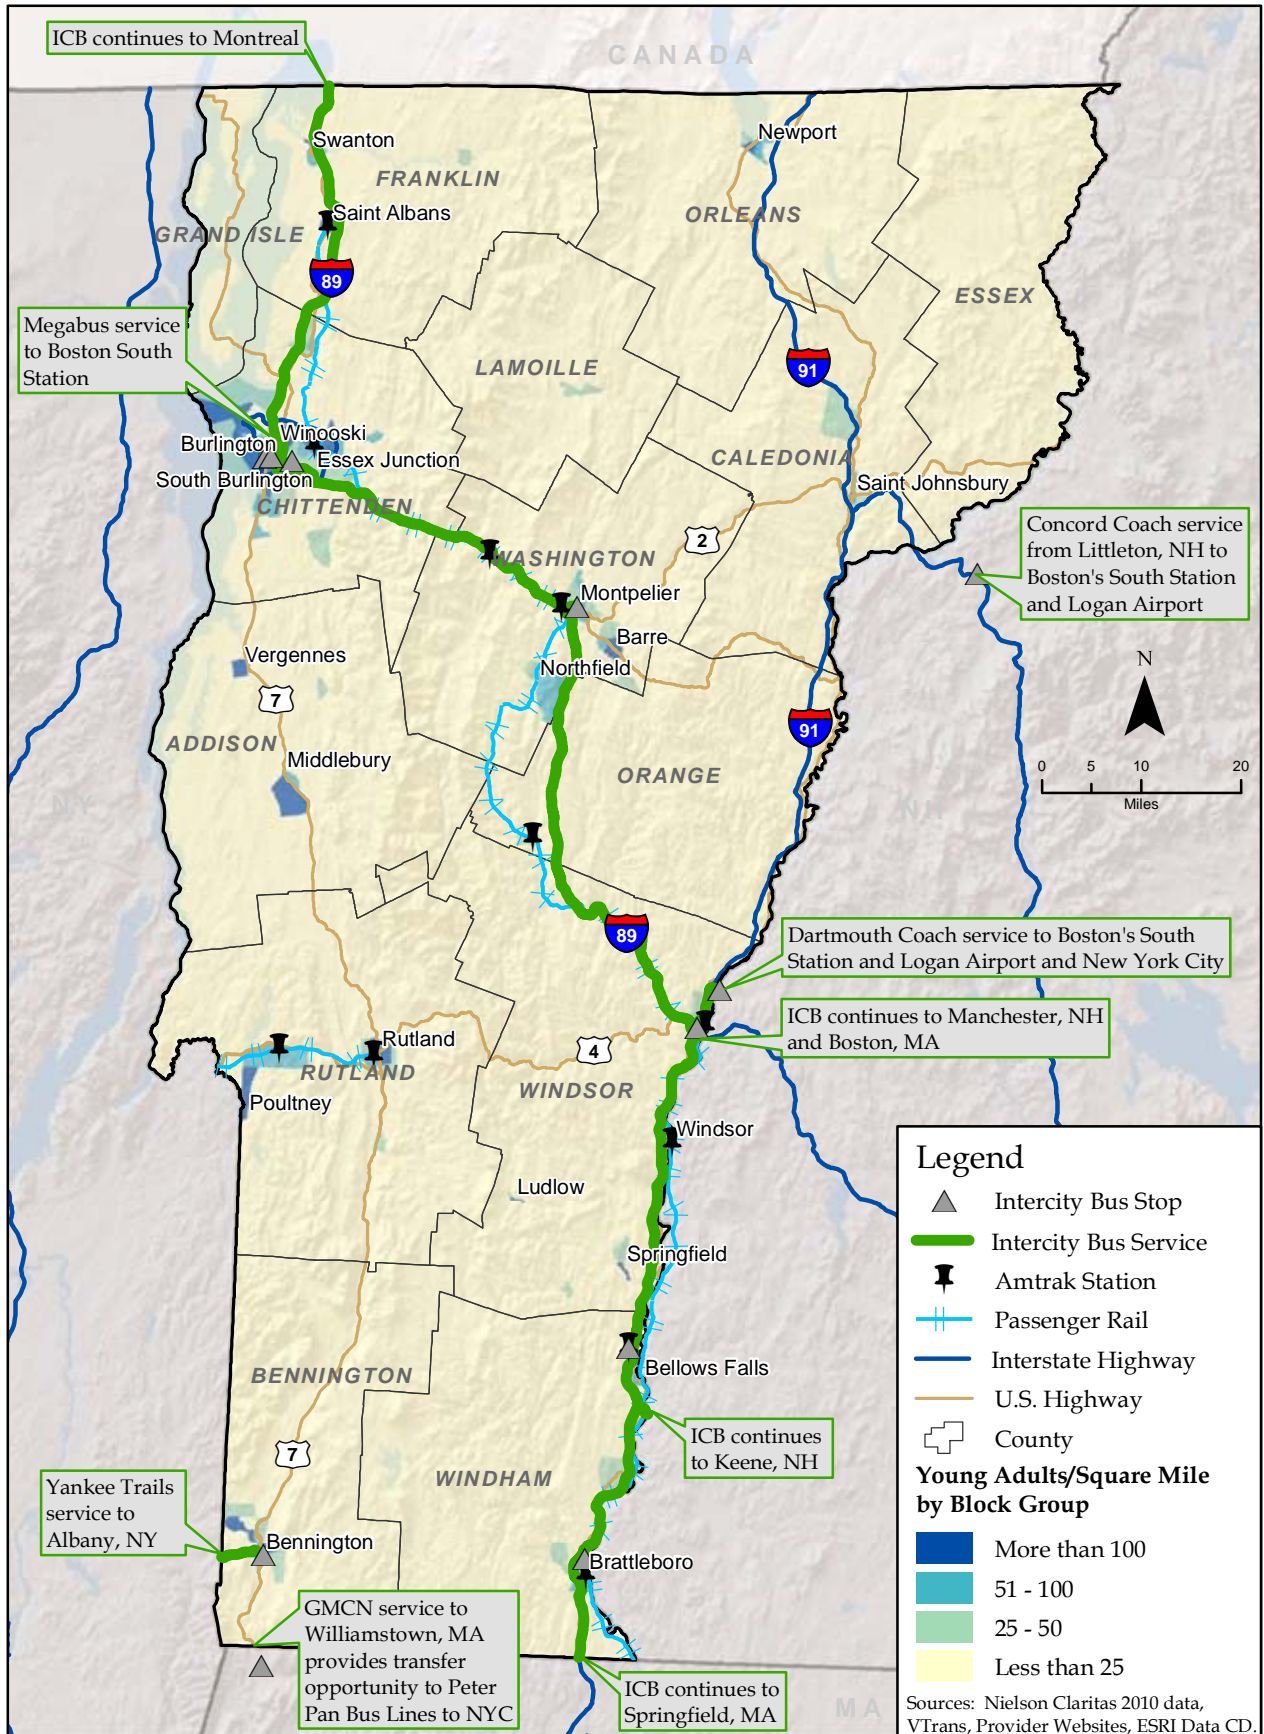 ICB continues to Montreal
CANADA
Swanton
Newport
FRANKLIN
Saint Albans
ORLEANS
GRAND ISLE
89
ESSEX
Megabus service
to Boston South
Station
LAMOILLE
91
Winooski
Burlington
Essex Junction
South Burlington
CHITTENDEN
CALEDONIA
Saint Johnsbury
Concord Coach service
from Littleton, NH to
Boston's South Station
and Logan Airport
2
WASHINGTON
Montpelier
Barre
Vergennes
Northfield
N
7
91
ADDISON
Middlebury
ORANGE
0 5 10 20
Miles
NY
89
Dartmouth Coach service to Boston's South
Station and Logan Airport and New York City
ICB continues to Manchester, NH
and Boston, MA
Rutland
4
RUTLAND
WINDSOR
Poultney
Windsor
Ludlow
Springfield
BENNINGTON
Bellows Falls
ICB continues
to Keene, NH
7
WINDHAM
Yankee Trails
service to
Albany, NY
Bennington
Brattleboro
GMCN service to
Williamstown, MA
provides transfer
opportunity to Peter
Pan Bus Lines to NYC
ICB continues to
Springfield, MA
MA
Legend
Intercity Bus Stop
Intercity Bus Service
Amtrak Station
Passenger Rail
Interstate Highway
U.S. Highway
County
Young Adults/Square Mile
by Block Group
More than 100
51 - 100
25 - 50
Less than 25
Sources: Nielson Claritas 2010 data,
VTrans, Provider Websites, ESRI Data CD.